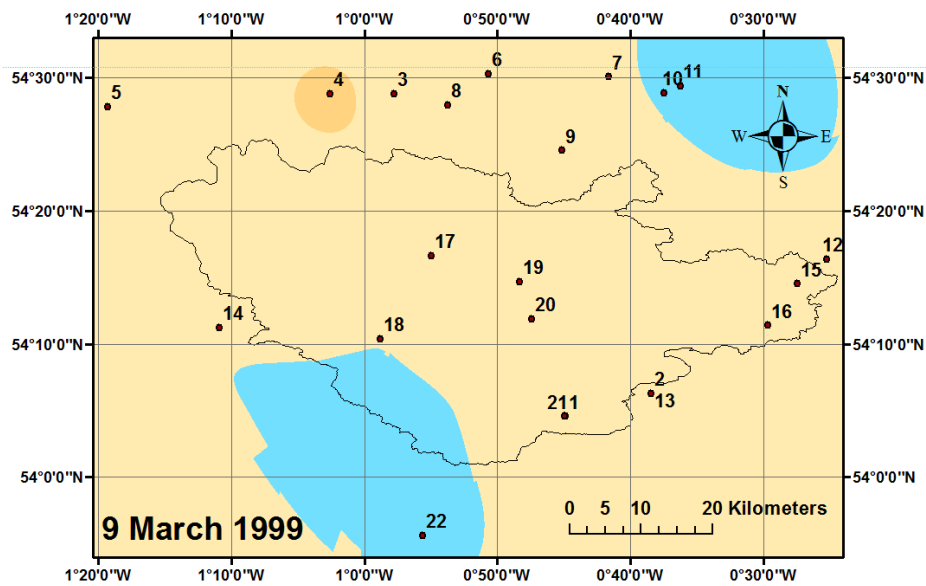 1°20'0"W 1°10'0"W 1°0'0"W 0°50'0"W 0°40'0"W 0°30'0"W
54°30'0"N 54°30'0"N
5 4 3 8 6 7 10 11
N
W E
S
9
54°20'0"N 54°20'0"N
17 19 12
15
14 18 20 16
54°10'0"N 54°10'0"N
2
211 13
54°0'0"N 54°0'0"N
9 March 1999 22 0 5 10 20 Kilometers
1°20'0"W 1°10'0"W 1°0'0"W 0°50'0"W 0°40'0"W 0°30'0"W